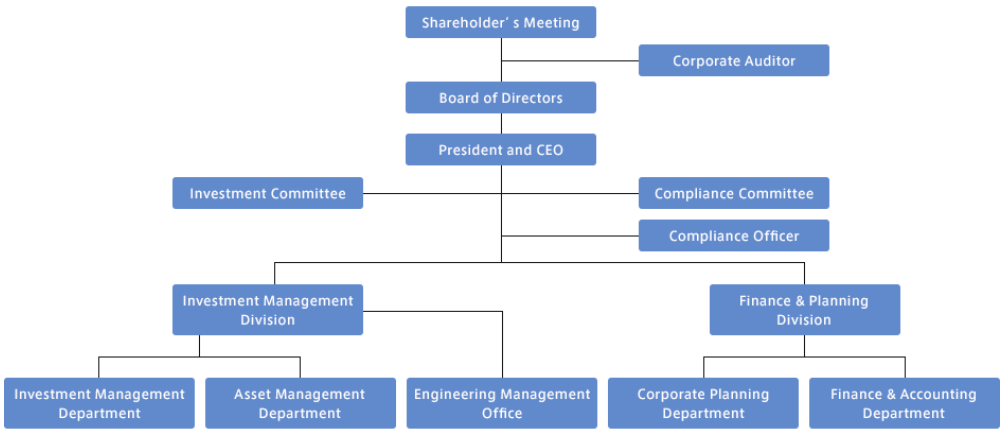 Shareholder’ s Meeting
Corporate Auditor
Board of Directors
President and CEO
Investment Committee
Compliance Committee
Compliance Officer
Investment Management
Division
Finance & Planning
Division
Investment Management
Department
Asset Management
Department
Engineering Management
Office
Corporate Planning
Department
Finance & Accounting
Department